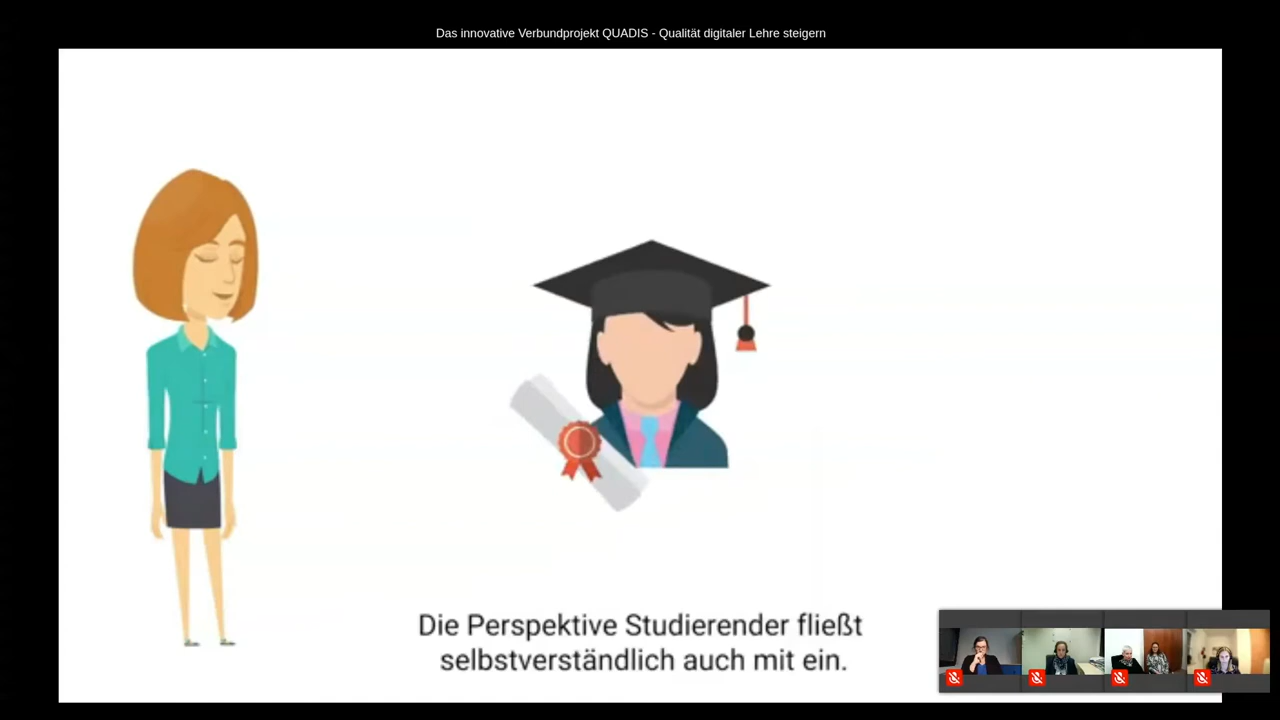 Das innovative Verbundprojekt QUADIS - Qualität digitaler Lehre steigern
Die Perspektive Studierender fließt
selbstverständlich auch mit ein.